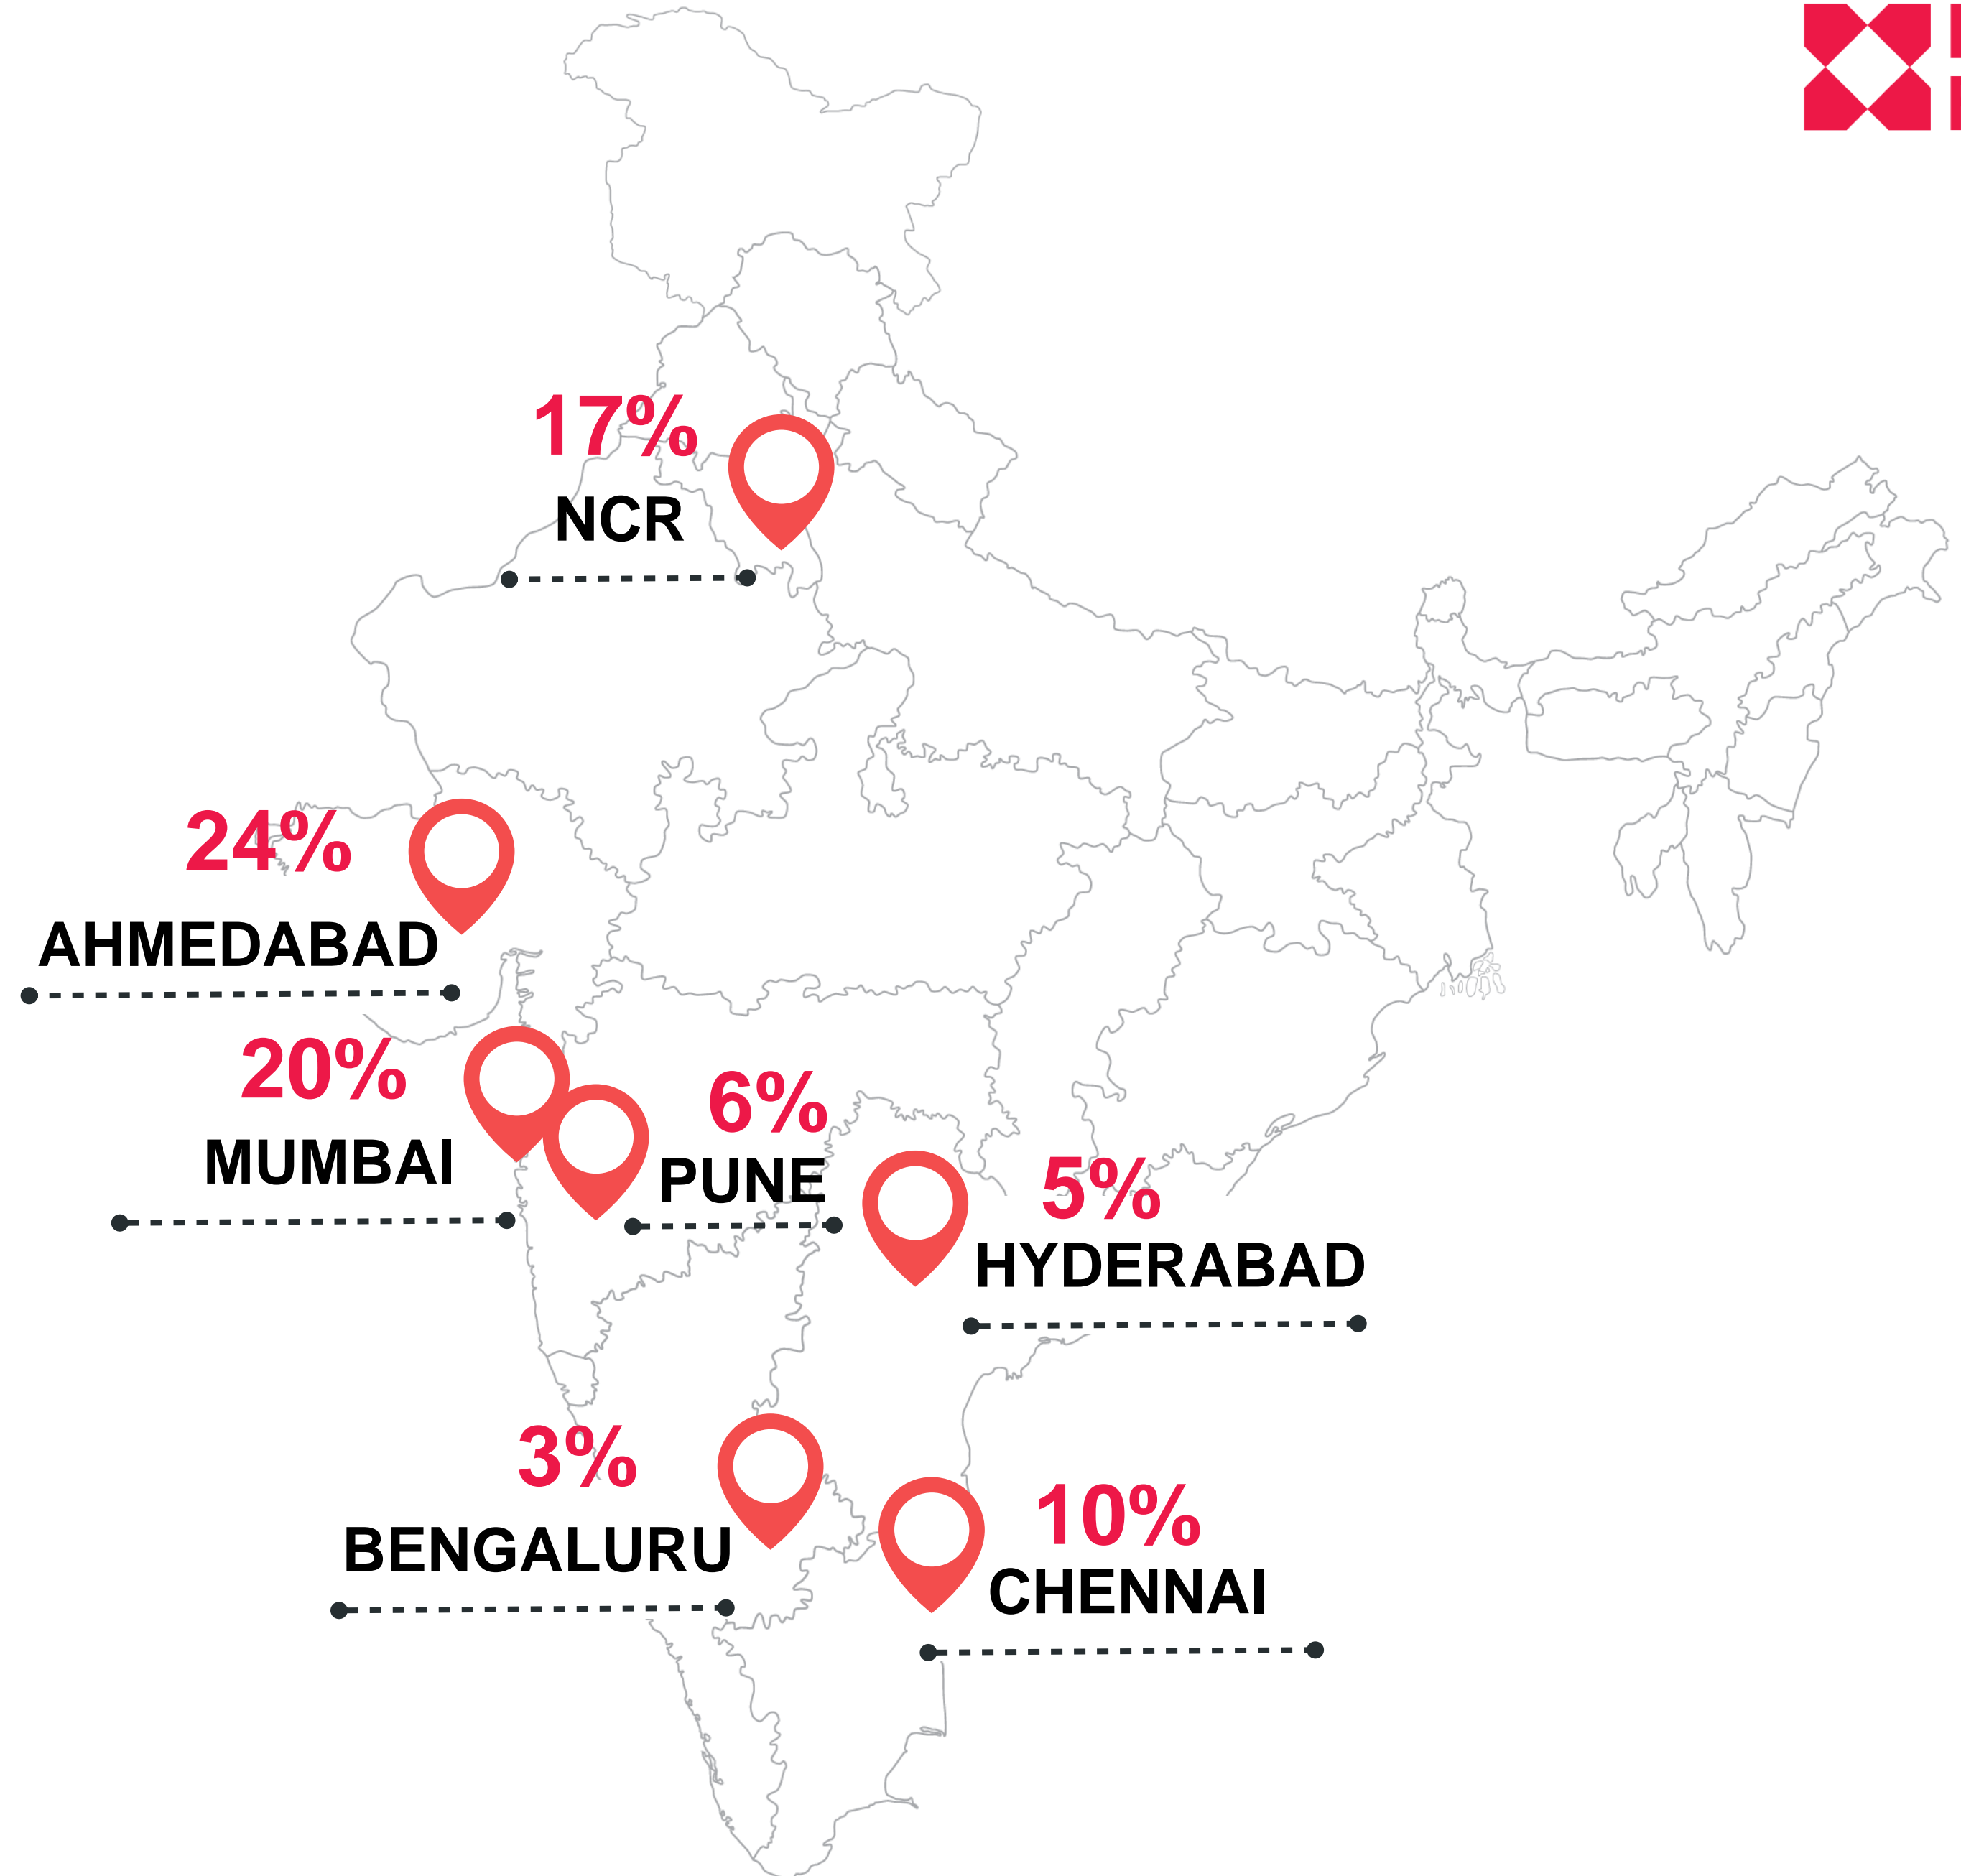 17%
NCR
24%
AHMEDABAD
20%
MUMBAI
6%
PUNE
5%
HYDERABAD
3%
BENGALURU
10%
CHENNAI